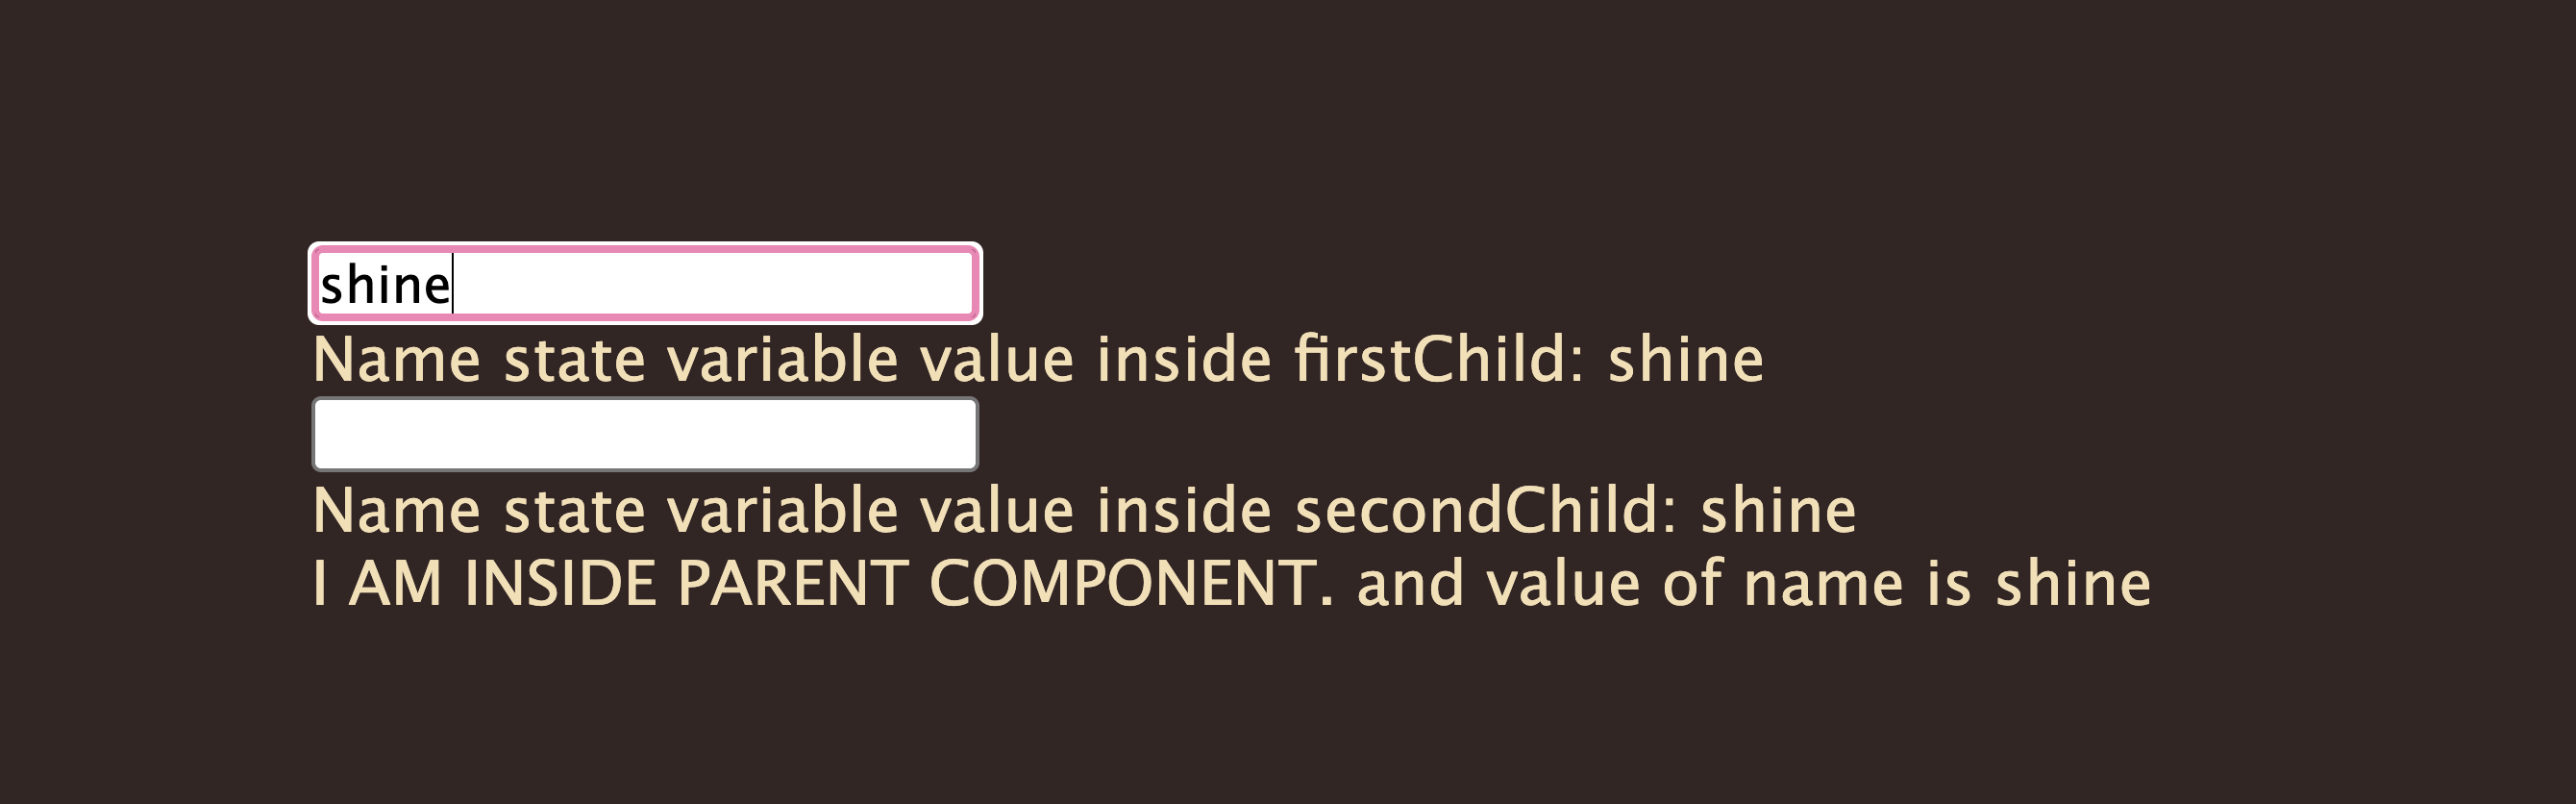 shine
Name state variable value inside firstChild: shine
Name state variable value inside secondChild: shine
I AM INSIDE PARENT COMPONENT. and value of name is shine